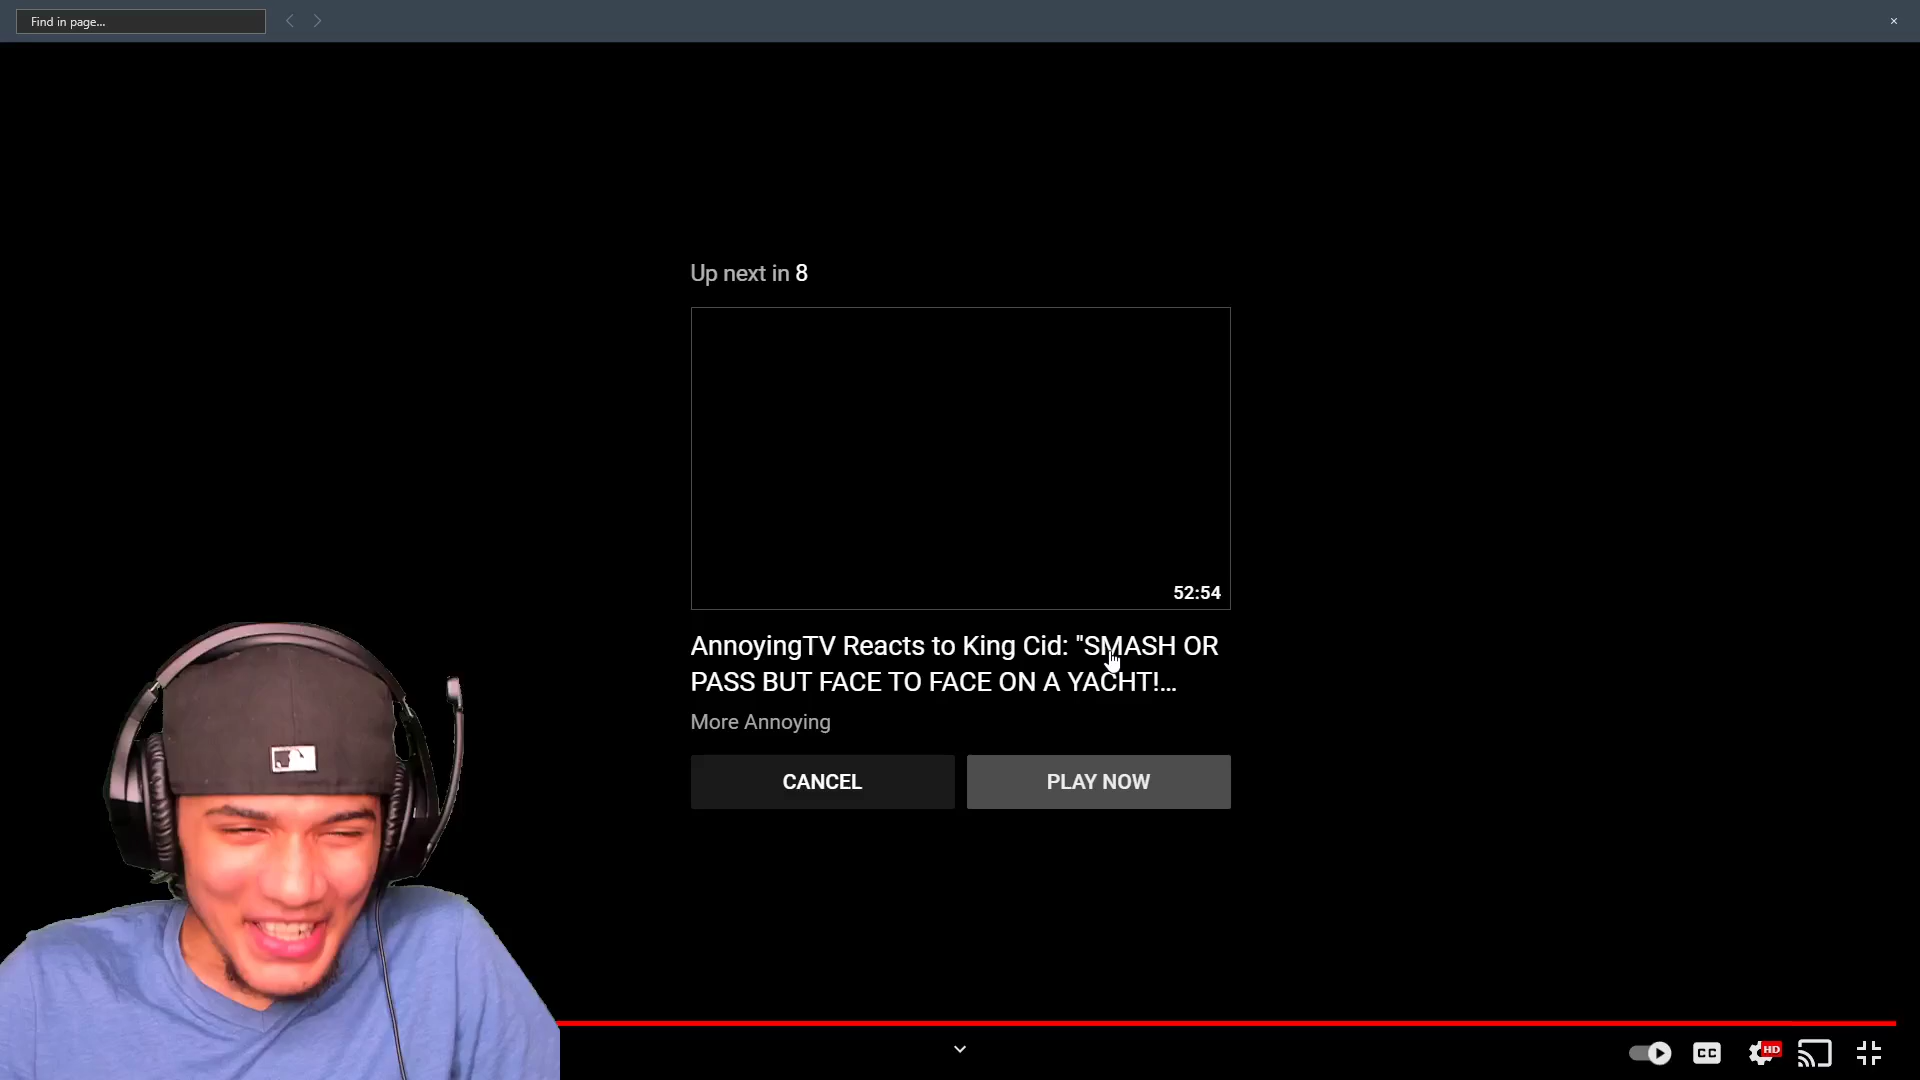 Find in page...
Up next in 8
52:54
AnnoyingTV Reacts to King Cid: "SMASH OR
PASS BUT FACE TO FACE ON A YACHT!...
More Annoying
CANCEL
PLAY NOW
CC
HD